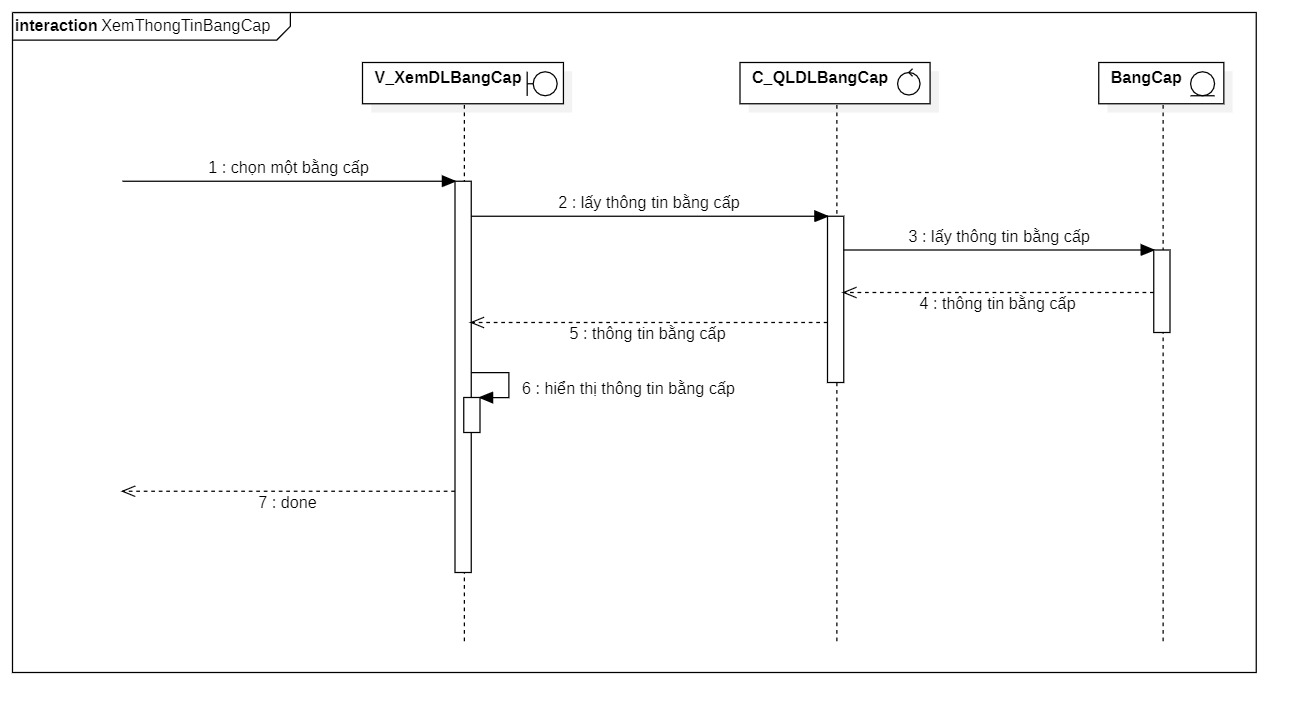 interaction XemThongTinBangCap
V_XemDLBangCap
C_QLDLBangCap
BangCap
1 : chọn một bằng cấp
2 : lấy thông tin bằng cấp
3 : lấy thông tin bằng cấp
4 : thông tin bằng cấp
5 : thông tin bằng cấp
6 : hiển thị thông tin bằng cấp
7 : done